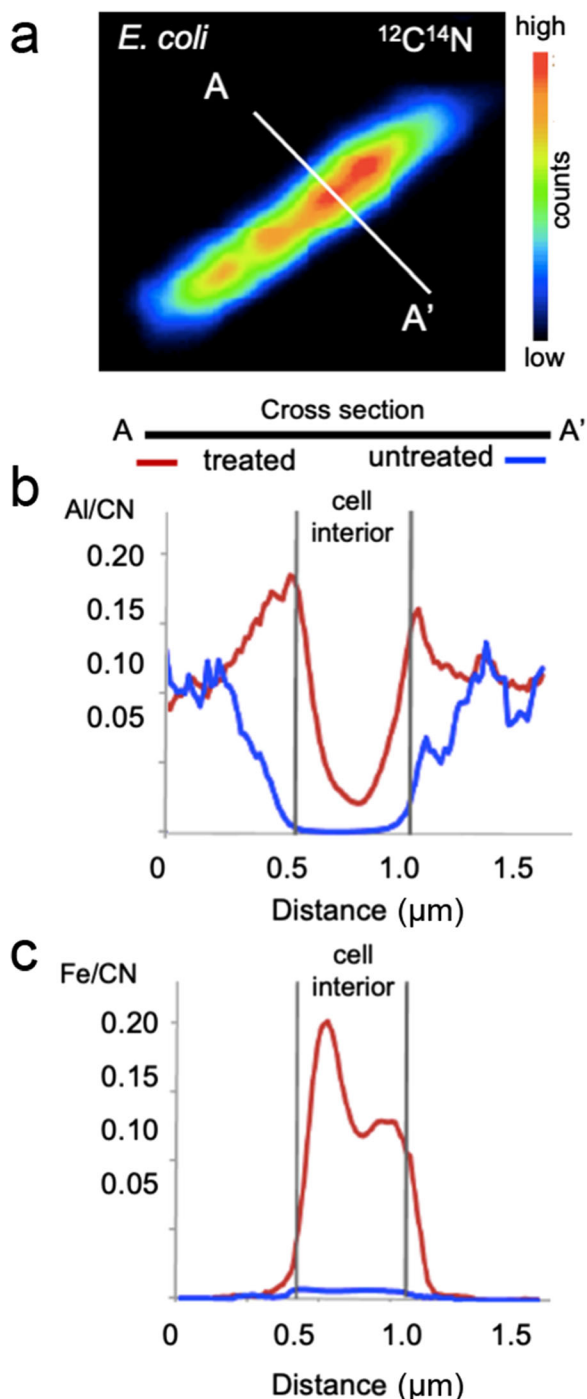 a
E. coli
¹²C¹⁴N
high
A
counts
A'
low
Cross section
A
A'
treated
untreated
b
Al/CN
cell
interior
0.20
0.15
0.10
0.05
0
0.5
1.0
1.5
Distance (μm)
c
Fe/CN
cell
interior
0.20
0.15
0.10
0.05
0
0.5
1.0
1.5
Distance (μm)